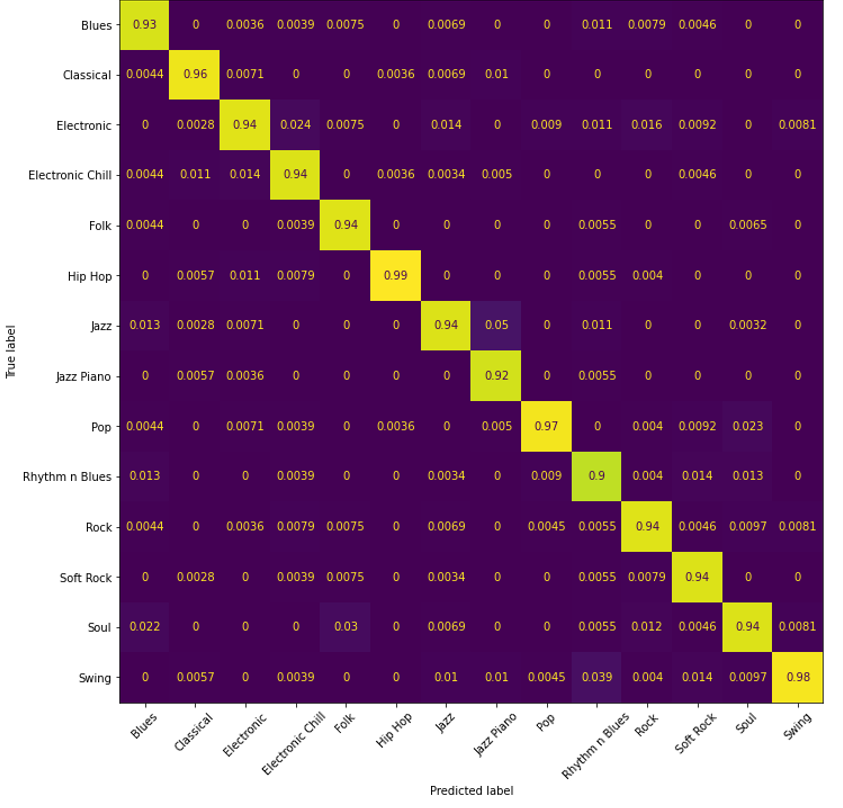 Blues 0.93 0 0.0036 0.0039 0.0075 0 0.0069 0 0 0.011 0.0079 0.0046 0 0
Classical 0.0044 0.96 0.0071 0 0 0.0036 0.0069 0.01 0 0 0 0 0 0
Electronic 0 0.0028 0.94 0.024 0.0075 0 0.014 0 0.009 0.011 0.016 0.0092 0 0.0081
Electronic Chill 0.0044 0.011 0.014 0.94 0 0.0036 0.0034 0.005 0 0 0 0.0046 0 0
Folk 0.0044 0 0 0.0039 0.94 0 0 0 0 0.0055 0 0 0.0065 0
Hip Hop 0 0.0057 0.011 0.0079 0 0.99 0 0 0 0.0055 0.004 0 0 0
Jazz 0.013 0.0028 0.0071 0 0 0 0.94 0.05 0 0.011 0 0 0.0032 0
Jazz Piano 0 0.0057 0.0036 0 0 0 0 0.92 0 0.0055 0 0 0 0
Pop 0.0044 0 0.0071 0.0039 0 0.0036 0 0.005 0.97 0 0.004 0.0092 0.023 0
Rhythm n Blues 0.013 0 0 0.0039 0 0 0.0034 0 0.009 0.9 0.004 0.014 0.013 0
Rock 0.0044 0 0.0036 0.0079 0.0075 0 0.0069 0 0.0045 0.0055 0.94 0.0046 0.0097 0.0081
Soft Rock 0 0.0028 0 0.0039 0.0075 0 0.0034 0 0 0.0055 0.0079 0.94 0 0
Soul 0.022 0 0 0 0.03 0 0.0069 0 0 0.0055 0.012 0.0046 0.94 0.0081
Swing 0 0.0057 0 0.0039 0 0 0.01 0.01 0.0045 0.039 0.004 0.014 0.0097 0.98
True label
Blues Classical Electronic Electronic Chill Folk Hip Hop Jazz Jazz Piano Pop Rhythm n Blues Rock Soft Rock Soul Swing
Predicted label